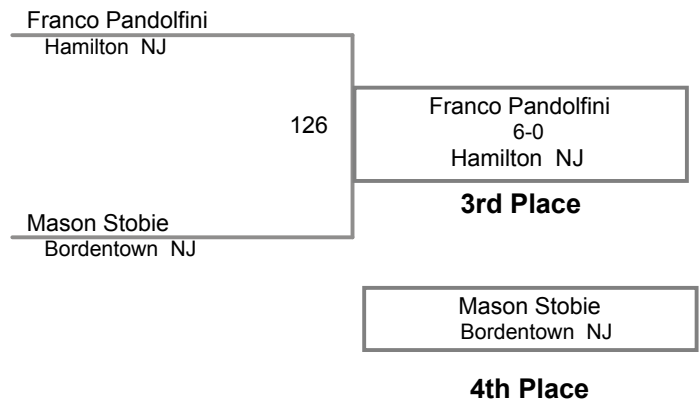 Franco Pandolfini
Hamilton NJ
126
Franco Pandolfini
6-0
Hamilton NJ
3rd Place
Mason Stobie
Bordentown NJ
Mason Stobie
Bordentown NJ
4th Place